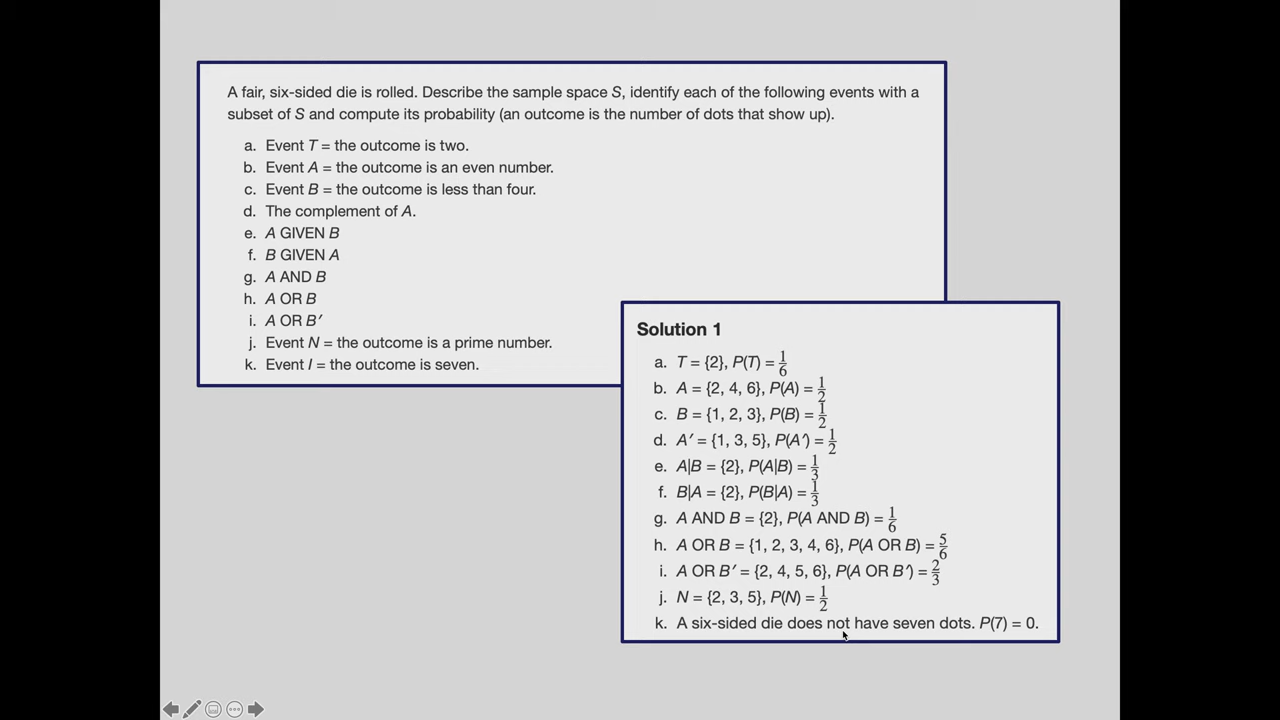 A fair, six-sided die is rolled. Describe the sample space S, identify each of the following events with a
subset of S and compute its probability (an outcome is the number of dots that show up).
a. Event T = the outcome is two.
b. Event A = the outcome is an even number.
c. Event B = the outcome is less than four.
d. The complement of A.
e. A GIVEN B
f. B GIVEN A
g. A AND B
h. A OR B
i. A OR B′
j. Event N = the outcome is a prime number.
k. Event I = the outcome is seven.
Solution 1
a. T = {2}, P(T) = 1/6
b. A = {2, 4, 6}, P(A) = 1/2
c. B = {1, 2, 3}, P(B) = 1/2
d. A′ = {1, 3, 5}, P(A′) = 1/2
e. A|B = {2}, P(A|B) = 1/3
f. B|A = {2}, P(B|A) = 1/3
g. A AND B = {2}, P(A AND B) = 1/6
h. A OR B = {1, 2, 3, 4, 6}, P(A OR B) = 5/6
i. A OR B′ = {2, 4, 5, 6}, P(A OR B′) = 2/3
j. N = {2, 3, 5}, P(N) = 1/2
k. A six-sided die does not have seven dots. P(7) = 0.